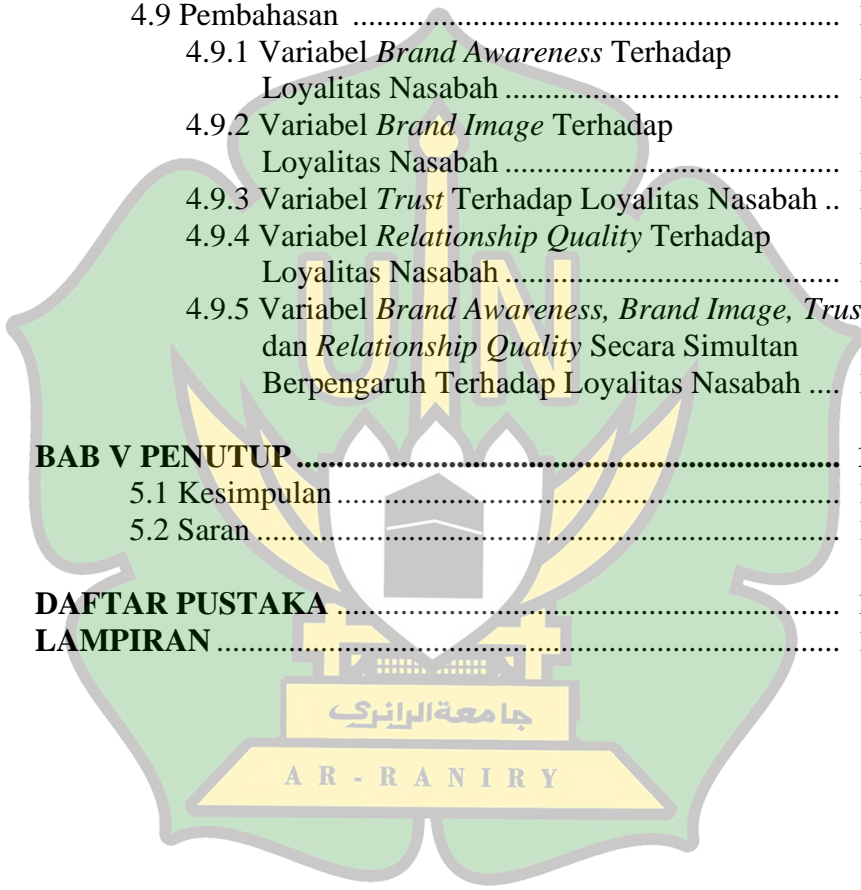 4.9 Pembahasan ........................................................
4.9.1 Variabel Brand Awareness Terhadap
Loyalitas Nasabah .......................................
2
4.9.2 Variabel Brand Image Terhadap
Loyalitas Nasabah .......................................
4.9.3 Variabel Trust Terhadap Loyalitas Nasabah ..
4.9.4 Variabel Relationship Quality Terhadap
Loyalitas Nasabah .......................................
4.9.5 Variabel Brand Awareness, Brand Image,
dan Relationship Quality Secara Simultan
Berpengaruh Terhadap Loyalitas Nasabah ....
UIN
BAB V PENUTUP ...............................................................
5.1 Kesimpulan ..........................................................
5.2 Saran ...................................................................
DAFTAR PUSTAKA ..........................................................
LAMPIRAN ........................................................................
جامعة الرانري
AR-RANIRY